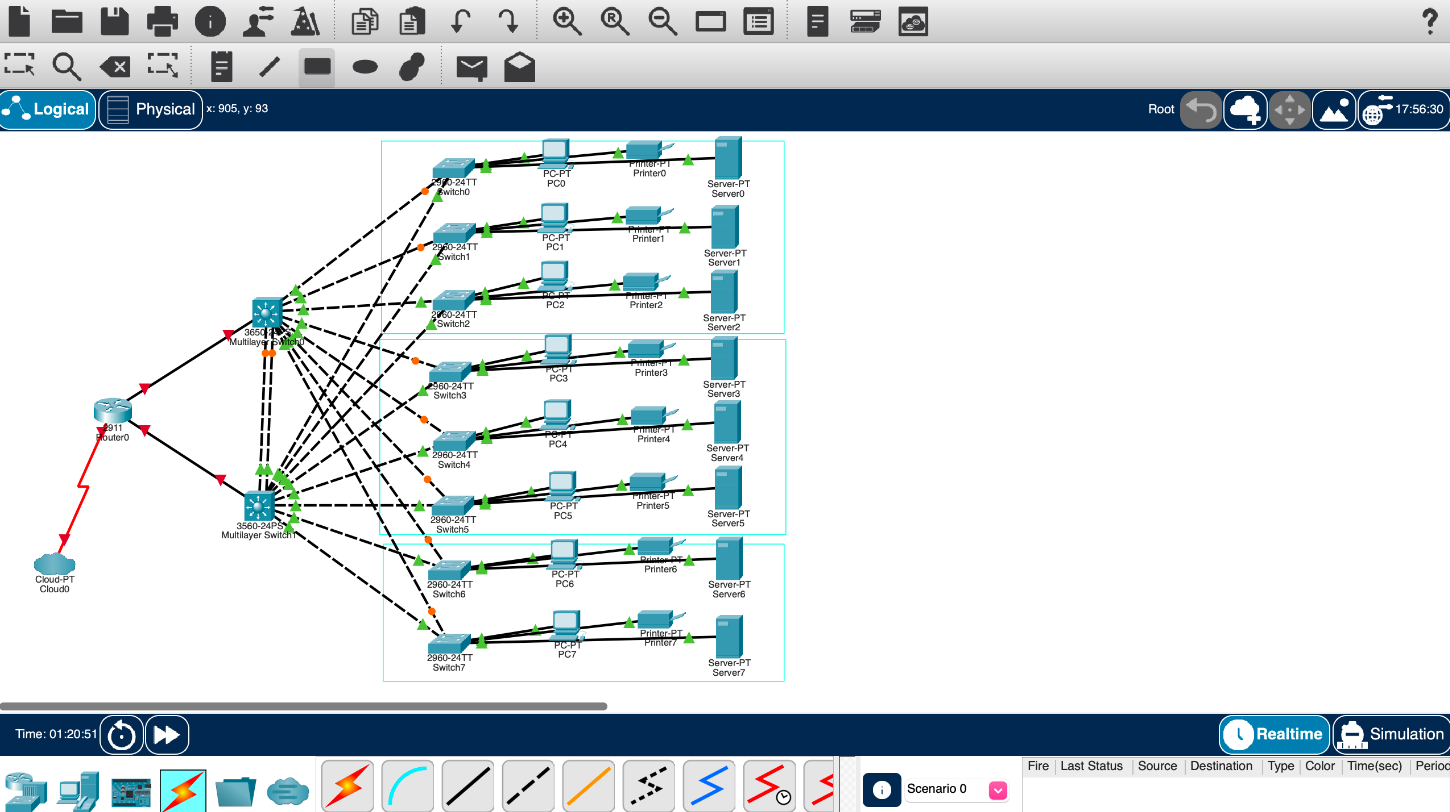 ?
Logical
Physical
x: 905, y: 93
Root
17:56:30
2960-24TT
Switch0
PC-PT
PC0
Printer-PT
Printer0
Server-PT
Server0
2960-24TT
Switch1
PC-PT
PC1
Printer-PT
Printer1
Server-PT
Server1
2960-24TT
Switch2
PC-PT
PC2
Printer-PT
Printer2
Server-PT
Server2
Multilayer Switch0
2960-24TT
Switch3
PC-PT
PC3
Printer-PT
Printer3
Server-PT
Server3
2911
Router0
2960-24TT
Switch4
PC-PT
PC4
Printer-PT
Printer4
Server-PT
Server4
3560-24PS
Multilayer Switch1
2960-24TT
Switch5
PC-PT
PC5
Printer-PT
Printer5
Server-PT
Server5
Cloud-PT
Cloud0
2960-24TT
Switch6
PC-PT
PC6
Printer-PT
Printer6
Server-PT
Server6
2960-24TT
Switch7
PC-PT
PC7
Printer-PT
Printer7
Server-PT
Server7
Time: 01:20:51
Realtime
Simulation
Scenario 0
Fire Last Status Source Destination Type Color Time(sec) Perioc